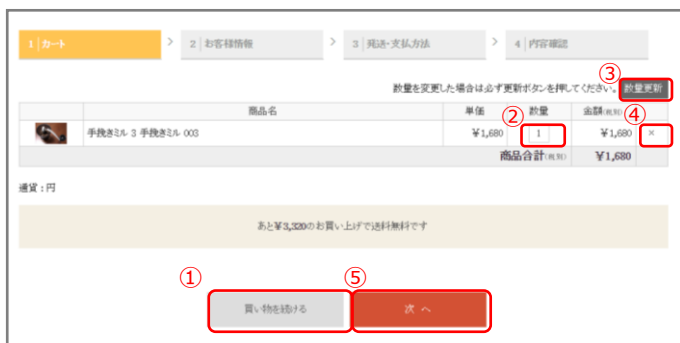 1 カート > 2 お客様情報 > 3 発送・支払方法 > 4 内容確認
③
数量を変更した場合は必ず更新ボタンを押してください。 数量更新
商品名 単価 数量 金額(税別)
② ④
手挽きミル 3 手挽きミル 003 ¥1,680 1 ¥1,680 ×
商品合計(税別) ¥1,680
通貨：円
あと¥3,320のお買い上げで送料無料です
① ⑤
買い物を続ける 次 へ